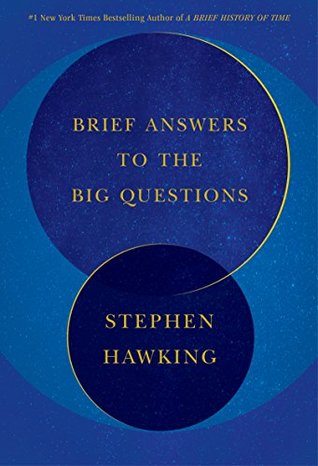 #1 New York Times Bestselling Author of A BRIEF HISTORY OF TIME
BRIEF ANSWERS
TO THE
BIG QUESTIONS
STEPHEN
HAWKING